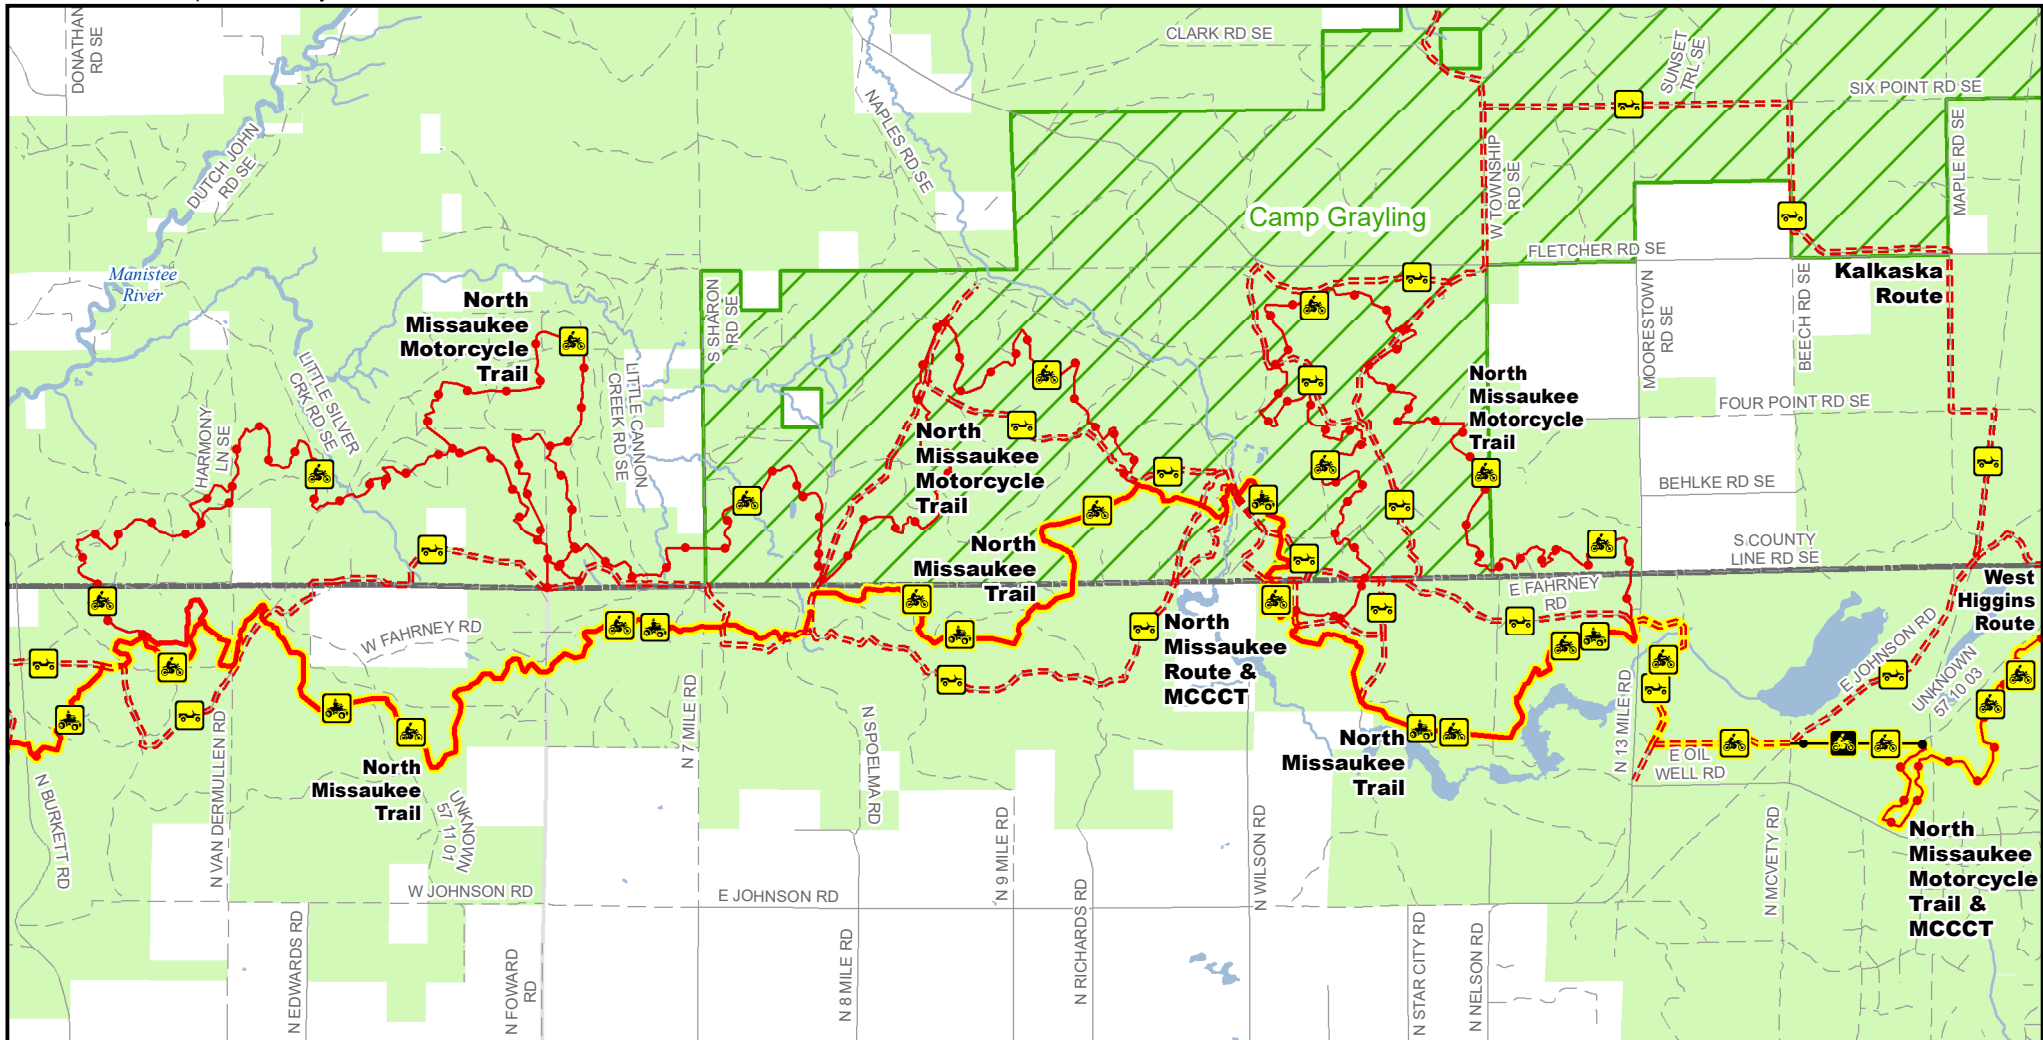 DONATHAN
RD SE
CLARK RD SE
SUNSET
TRL SE
SIX POINT RD SE
NAPLES RD SE
DUTCH JOHN
RD SE
MAPLE RD SE
W TOWNSHIP
RD SE
Camp Grayling
FLETCHER RD SE
Manistee
River
Kalkaska
Route
North
Missaukee
Motorcycle
Trail
S SHARON
RD SE
MOORESTOWN
RD SE
BEECH RD SE
LITTLE SILVER
CRK RD SE
LITTLE CANNON
CREEK RD SE
North
Missaukee
Motorcycle
Trail
FOUR POINT RD SE
HARMONY
LN SE
North
Missaukee
Motorcycle
Trail
BEHLKE RD SE
S COUNTY
LINE RD SE
North
Missaukee
Trail
E FAHRNEY
RD
West
Higgins
Route
W FAHRNEY RD
North
Missaukee
Route &
MCCCT
E JOHNSON RD
UNKNOWN
57 10 03
N 7 MILE RD
N 13 MILE RD
N SPOELMA RD
N VAN DERMULLEN RD
North
Missaukee
Trail
North
Missaukee
Trail
E OIL
WELL RD
N BURKETT RD
UNKNOWN
57 11 01
N 9 MILE RD
N WILSON RD
N MCVETY RD
North
Missaukee
Motorcycle
Trail &
MCCCT
W JOHNSON RD
E JOHNSON RD
N EDWARDS RD
N FOWARD
RD
N 8 MILE RD
N RICHARDS RD
N STAR CITY RD
N NELSON RD